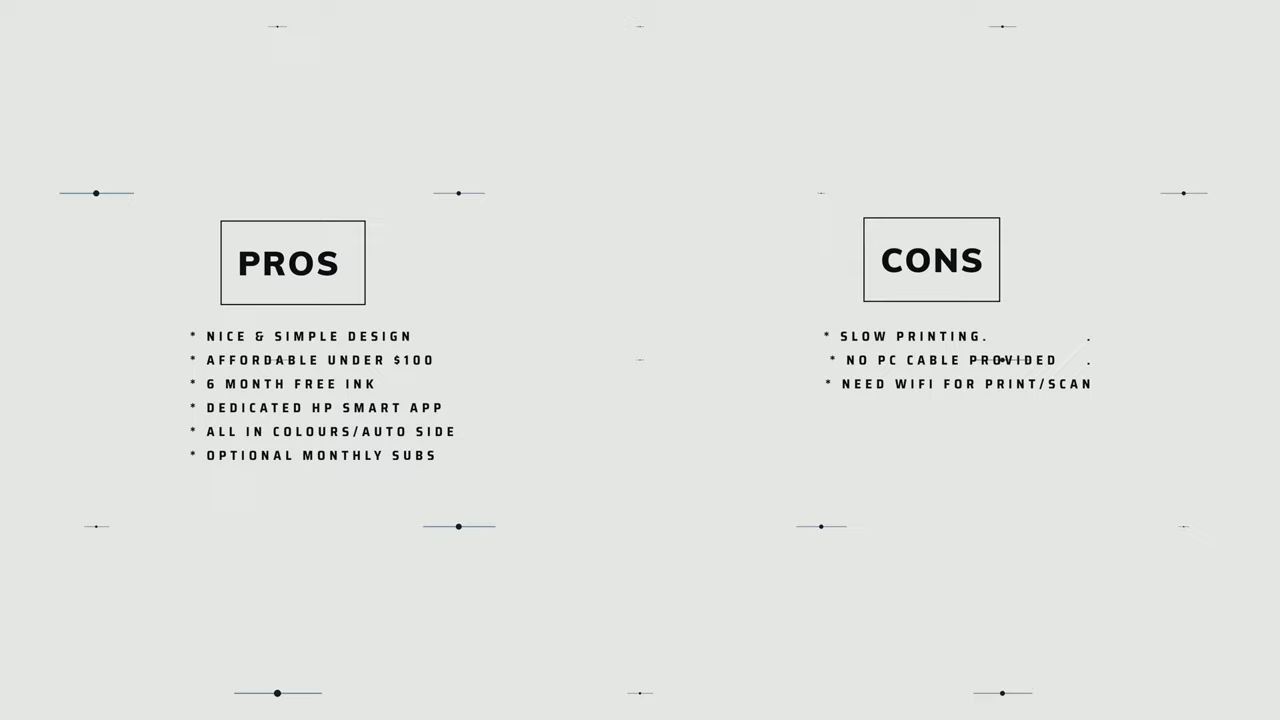 PROS
* NICE & SIMPLE DESIGN
* AFFORDABLE UNDER $100
* 6 MONTH FREE INK
* DEDICATED HP SMART APP
* ALL IN COLOURS/AUTO SIDE
* OPTIONAL MONTHLY SUBS
CONS
* SLOW PRINTING. .
* NO PC CABLE PROVIDED .
* NEED WIFI FOR PRINT/SCAN